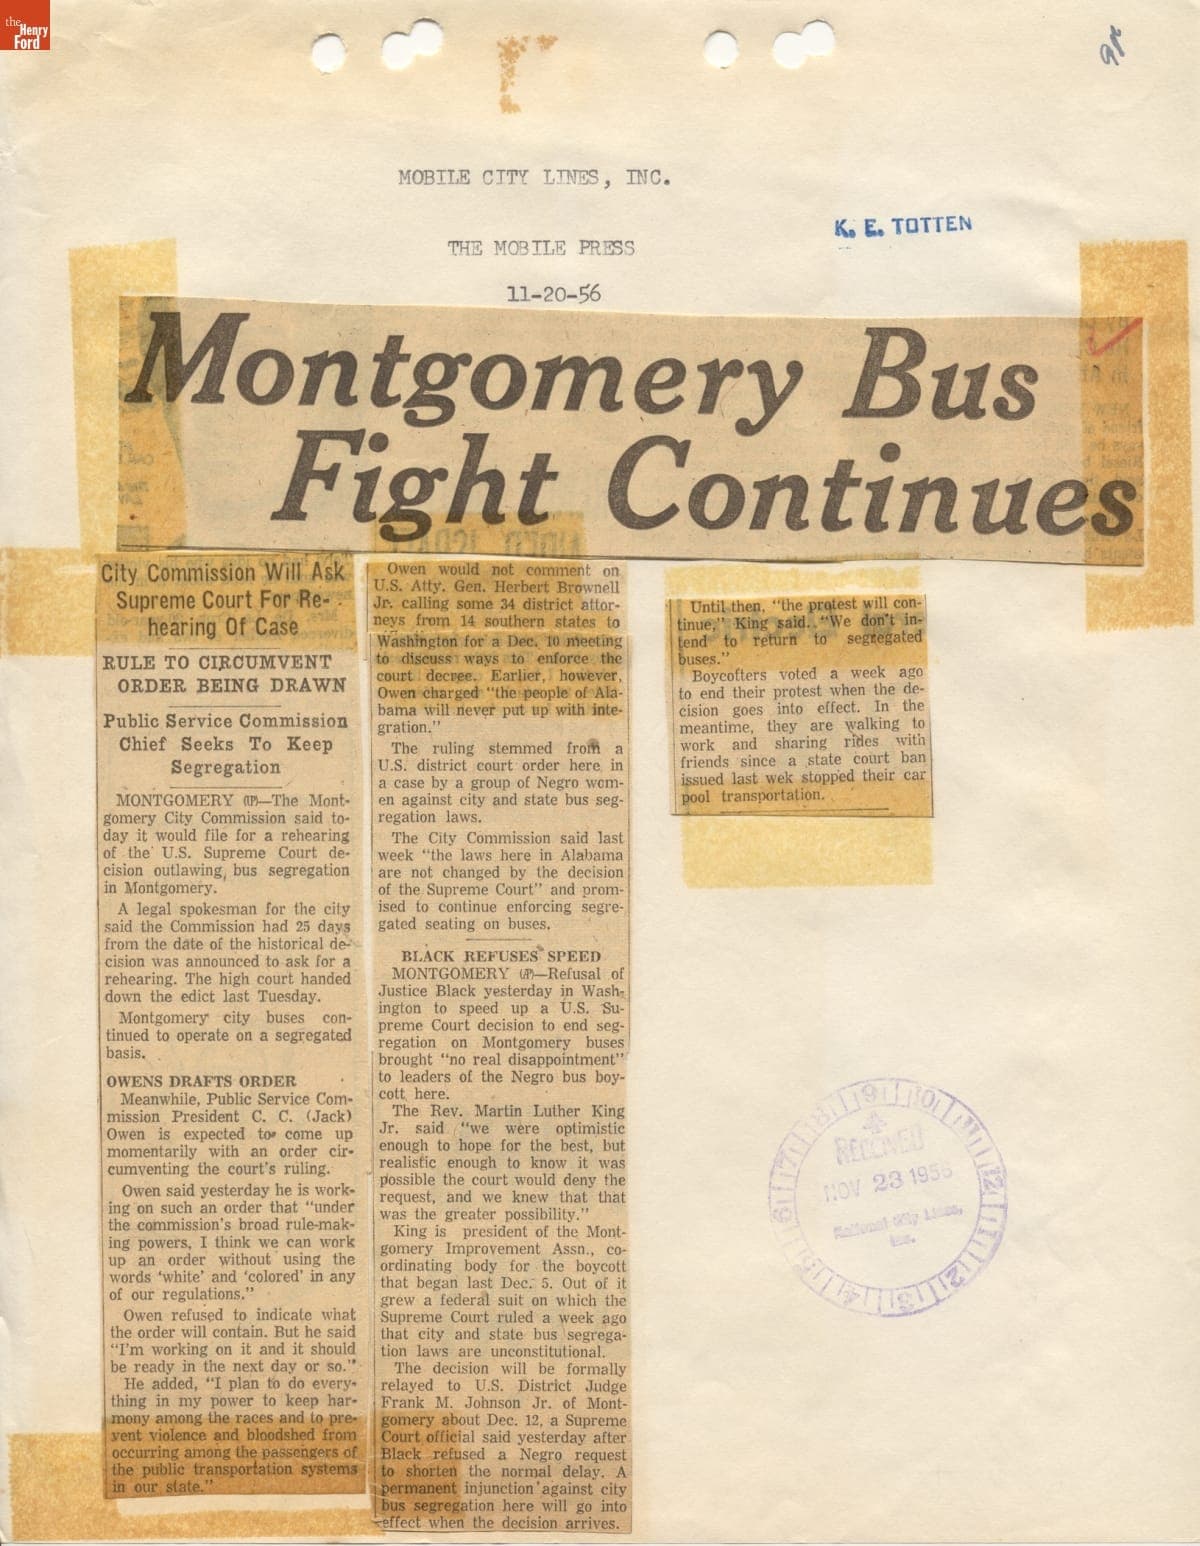 the
Henry
Ford
MOBILE CITY LINES, INC.
K. E. TOTTEN
THE MOBILE PRESS
11-20-56
Montgomery Bus
Fight Continues
City Commission Will Ask
Supreme Court For Re-
hearing Of Case
RULE TO CIRCUMVENT
ORDER BEING DRAWN
Public Service Commission
Chief Seeks To Keep
Segregation
MONTGOMERY (UP)—The Mont-
gomery City Commission said to-
day it would file for a rehearing
of the U.S. Supreme Court de-
cision outlawing bus segregation
in Montgomery.
A legal spokesman for the city
said the Commission had 25 days
from the date of the historical de-
cision was announced to ask for a
rehearing. The high court handed
down the edict last Tuesday.
Montgomery city buses con-
tinued to operate on a segregated
basis.
OWENS DRAFTS ORDER
Meanwhile, Public Service Com-
mission President C. C. (Jack)
Owen is expected to come up
momentarily with an order cir-
cumventing the court's ruling.
Owen said yesterday he is work-
ing on such an order that "under
the commission's broad rule-mak-
ing powers, I think we can work
up an order without using the
words 'white' and 'colored' in any
of our regulations."
Owen refused to indicate what
the order will contain. But he said
"I'm working on it and it should
be ready in the next day or so."
He added, "I plan to do every-
thing in my power to keep har-
mony among the races and to pre-
vent violence and bloodshed from
occurring among the passengers of
the public transportation systems
in our state."
Owen would not comment on
U.S. Atty. Gen. Herbert Brownell
Jr. calling some 34 district attor-
neys from 14 southern states to
Washington for a Dec. 10 meeting
to discuss ways to enforce the
court decree. Earlier, however,
Owen charged "the people of Ala-
bama will never put up with inte-
gration."
The ruling stemmed from a
U.S. district court order here in
a case by a group of Negro wom-
en against city and state bus seg-
regation laws.
The City Commission said last
week "the laws here in Alabama
are not changed by the decision
of the Supreme Court" and prom-
ised to continue enforcing segre-
gated seating on buses.
BLACK REFUSES SPEED
MONTGOMERY (AP)—Refusal of
Justice Black yesterday in Wash-
ington to speed up a U.S. Su-
preme Court decision to end seg-
regation on Montgomery buses
brought "no real disappointment"
to leaders of the Negro bus boy-
cott here.
The Rev. Martin Luther King
Jr. said "we were optimistic
enough to hope for the best, but
realistic enough to know it was
possible the court would deny the
request, and we knew that that
was the greater possibility."
King is president of the Mont-
gomery Improvement Assn., co-
ordinating body for the boycott
that began last Dec. 5. Out of it
grew a federal suit on which the
Supreme Court ruled a week ago
that city and state bus segrega-
tion laws are unconstitutional.
The decision will be formally
relayed to U.S. District Judge
Frank M. Johnson Jr. of Mont-
gomery about Dec. 12, a Supreme
Court official said yesterday after
Black refused a Negro request
to shorten the normal delay. A
permanent injunction against city
bus segregation here will go into
effect when the decision arrives.
Until then, "the protest will con-
tinue," King said. "We don't in-
tend to return to segregated
buses."
Boycotters voted a week ago
to end their protest when the de-
cision goes into effect. In the
meantime, they are walking to
work and sharing rides with
friends since a state court ban
issued last wek stopped their car
pool transportation.
RECEIVED
NOV 23 1956
National City Lines,
Inc.